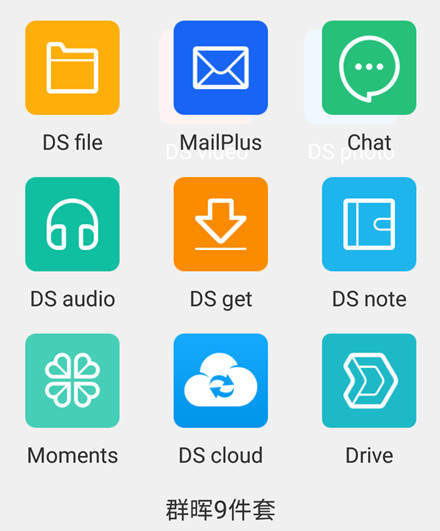 DS file MailPlus Chat
DS video DS photo
DS audio DS get DS note
Moments DS cloud Drive
群晖9件套